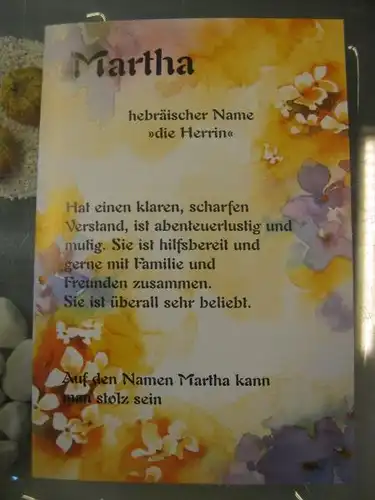 Martha
hebräischer Name
»die Herrin«
Hat einen klaren, scharfen
Verstand, ist abenteuerlustig und
mutig. Sie ist hilfsbereit und
gerne mit Familie und
Freunden zusammen.
Sie ist überall sehr beliebt.
Auf den Namen Martha kann
man stolz sein